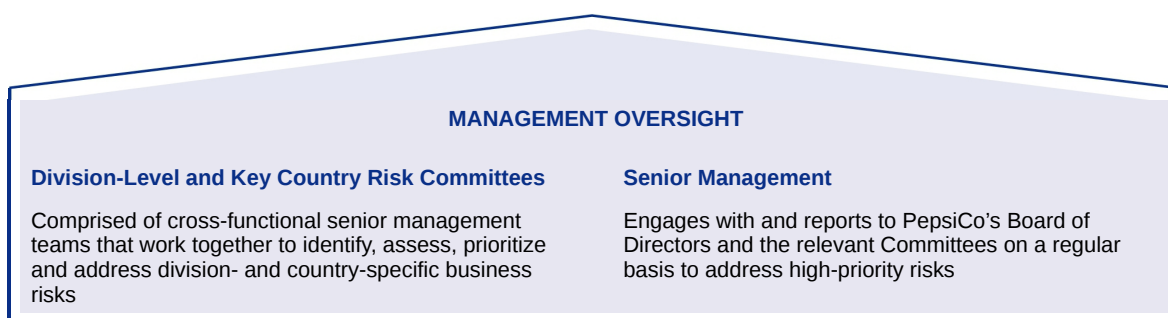 MANAGEMENT OVERSIGHT
Division-Level and Key Country Risk Committees
Comprised of cross-functional senior management
teams that work together to identify, assess, prioritize
and address division- and country-specific business
risks
Senior Management
Engages with and reports to PepsiCo’s Board of
Directors and the relevant Committees on a regular
basis to address high-priority risks